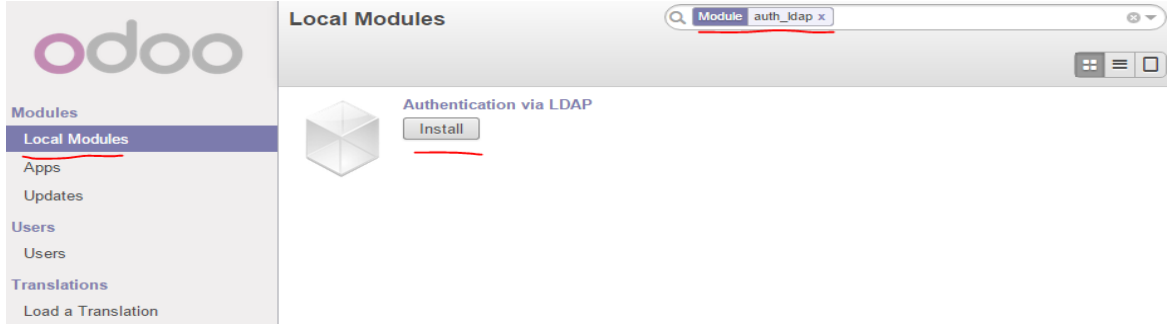 odoo
Local Modules
Module auth_ldap x
Modules
Local Modules
Apps
Updates
Users
Users
Translations
Load a Translation
Authentication via LDAP
Install